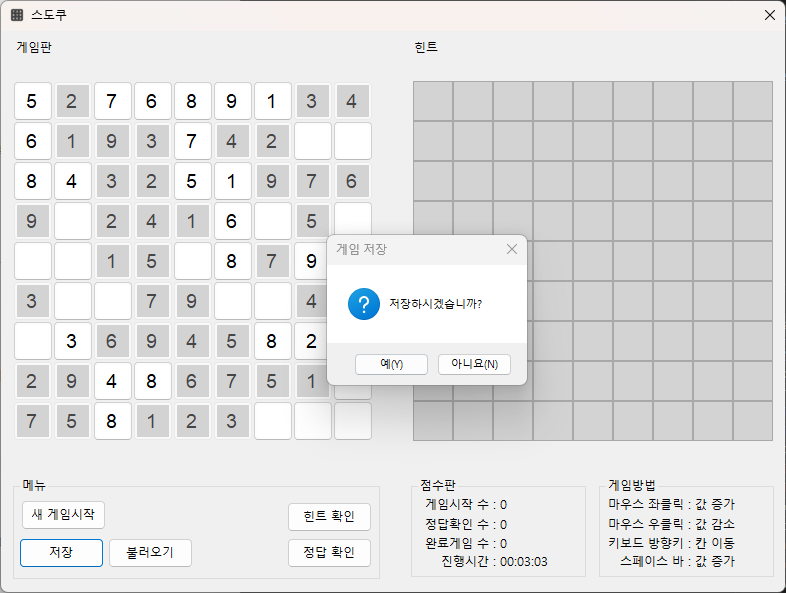 스도쿠
게임판
힌트
5 2 7 6 8 9 1 3 4
6 1 9 3 7 4 2
8 4 3 2 5 1 9 7 6
9 2 4 1 6 5
1 5 8 7 9
3 7 9 4
3 6 9 4 5 8 2
2 9 4 8 6 7 5 1
7 5 8 1 2 3
게임 저장
?
저장하시겠습니까?
예(Y) 아니요(N)
메뉴
새 게임시작
힌트 확인
저장
불러오기
정답 확인
점수판
게임시작 수 : 0
정답확인 수 : 0
완료게임 수 : 0
진행시간 : 00:03:03
게임방법
마우스 좌클릭 : 값 증가
마우스 우클릭 : 값 감소
키보드 방향키 : 칸 이동
스페이스 바 : 값 증가